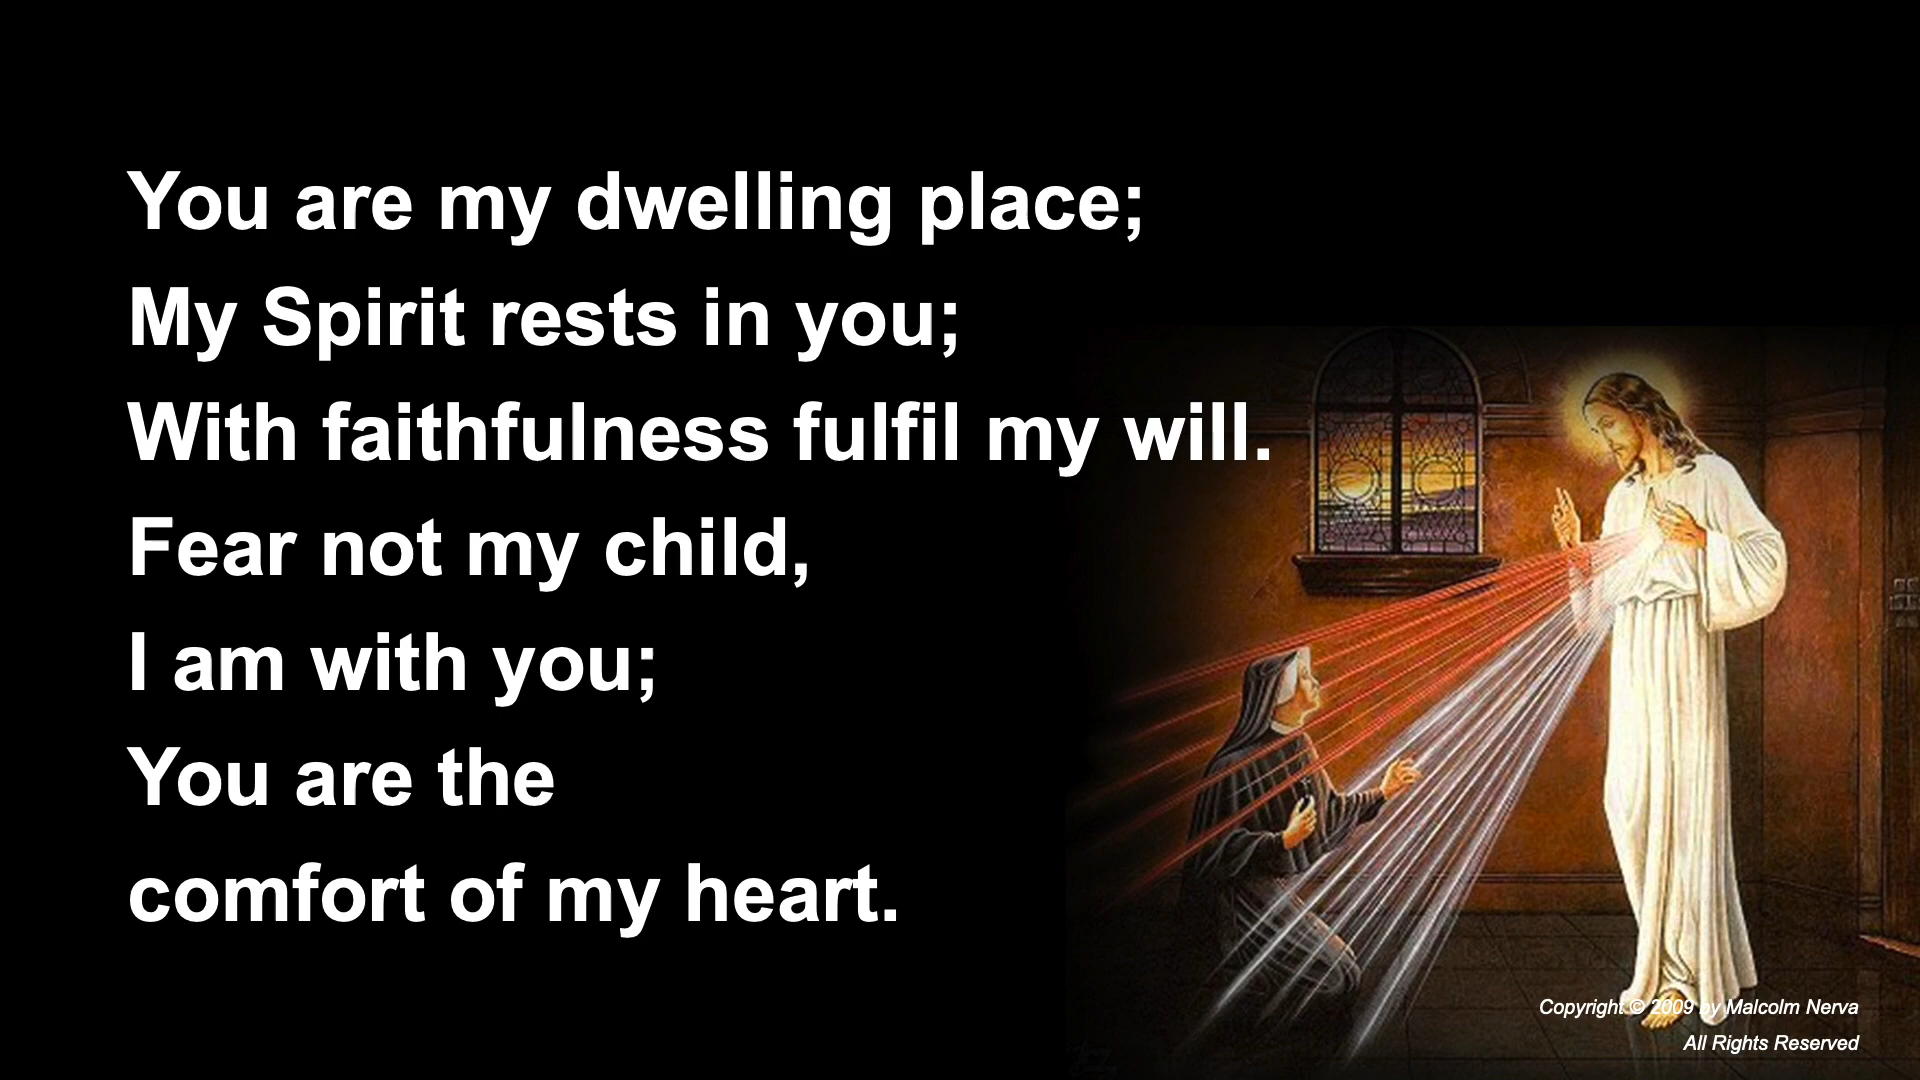 You are my dwelling place;
My Spirit rests in you;
With faithfulness fulfil my will.
Fear not my child,
I am with you;
You are the
comfort of my heart.
Copyright © 2009 by Malcolm Nerva
All Rights Reserved